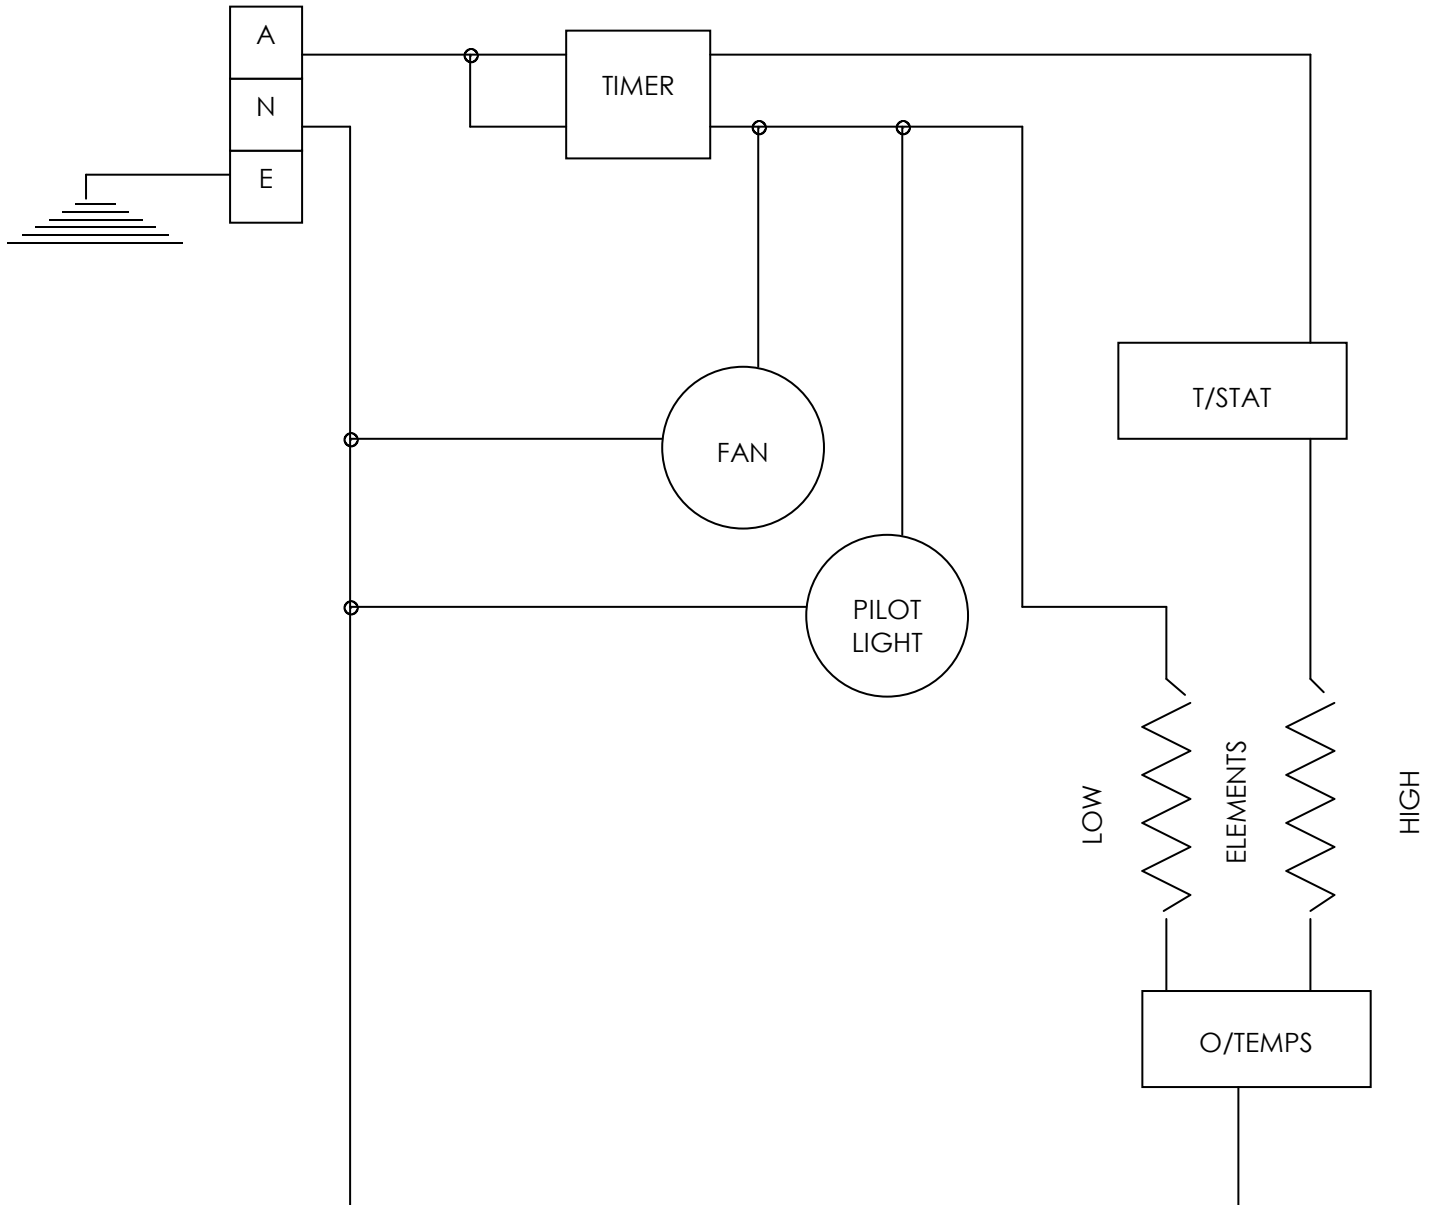 A
N
E
TIMER
T/STAT
FAN
PILOT
LIGHT
LOW
ELEMENTS
HIGH
O/TEMPS